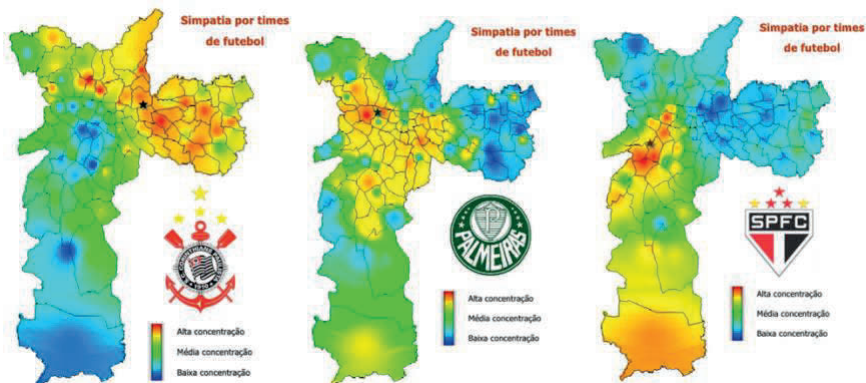 Simpatia por times
de futebol
Alta concentração
Média concentração
Baixa concentração
Simpatia por times
de futebol
PALMEIRAS
Alta concentração
Média concentração
Baixa concentração
Simpatia por times
de futebol
SPFC
Alta concentração
Média concentração
Baixa concentração